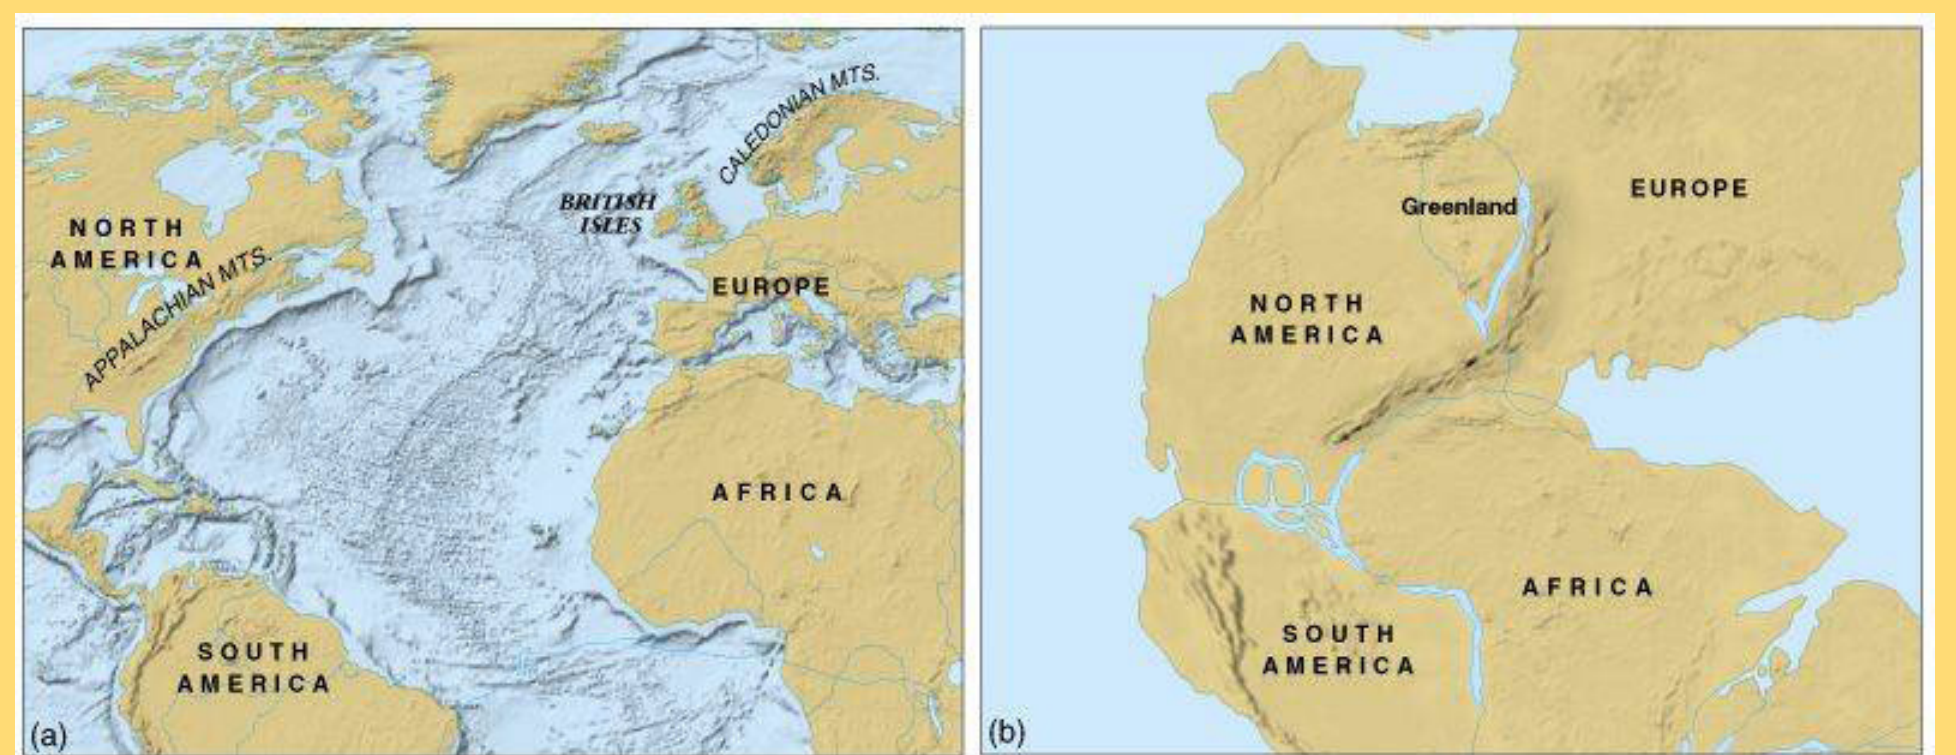 CALEDONIAN MTS.
BRITISH
ISLES
NORTH
AMERICA
APPALACHIAN MTS.
EUROPE
AFRICA
SOUTH
AMERICA
(a)
EUROPE
Greenland
NORTH
AMERICA
AFRICA
SOUTH
AMERICA
(b)